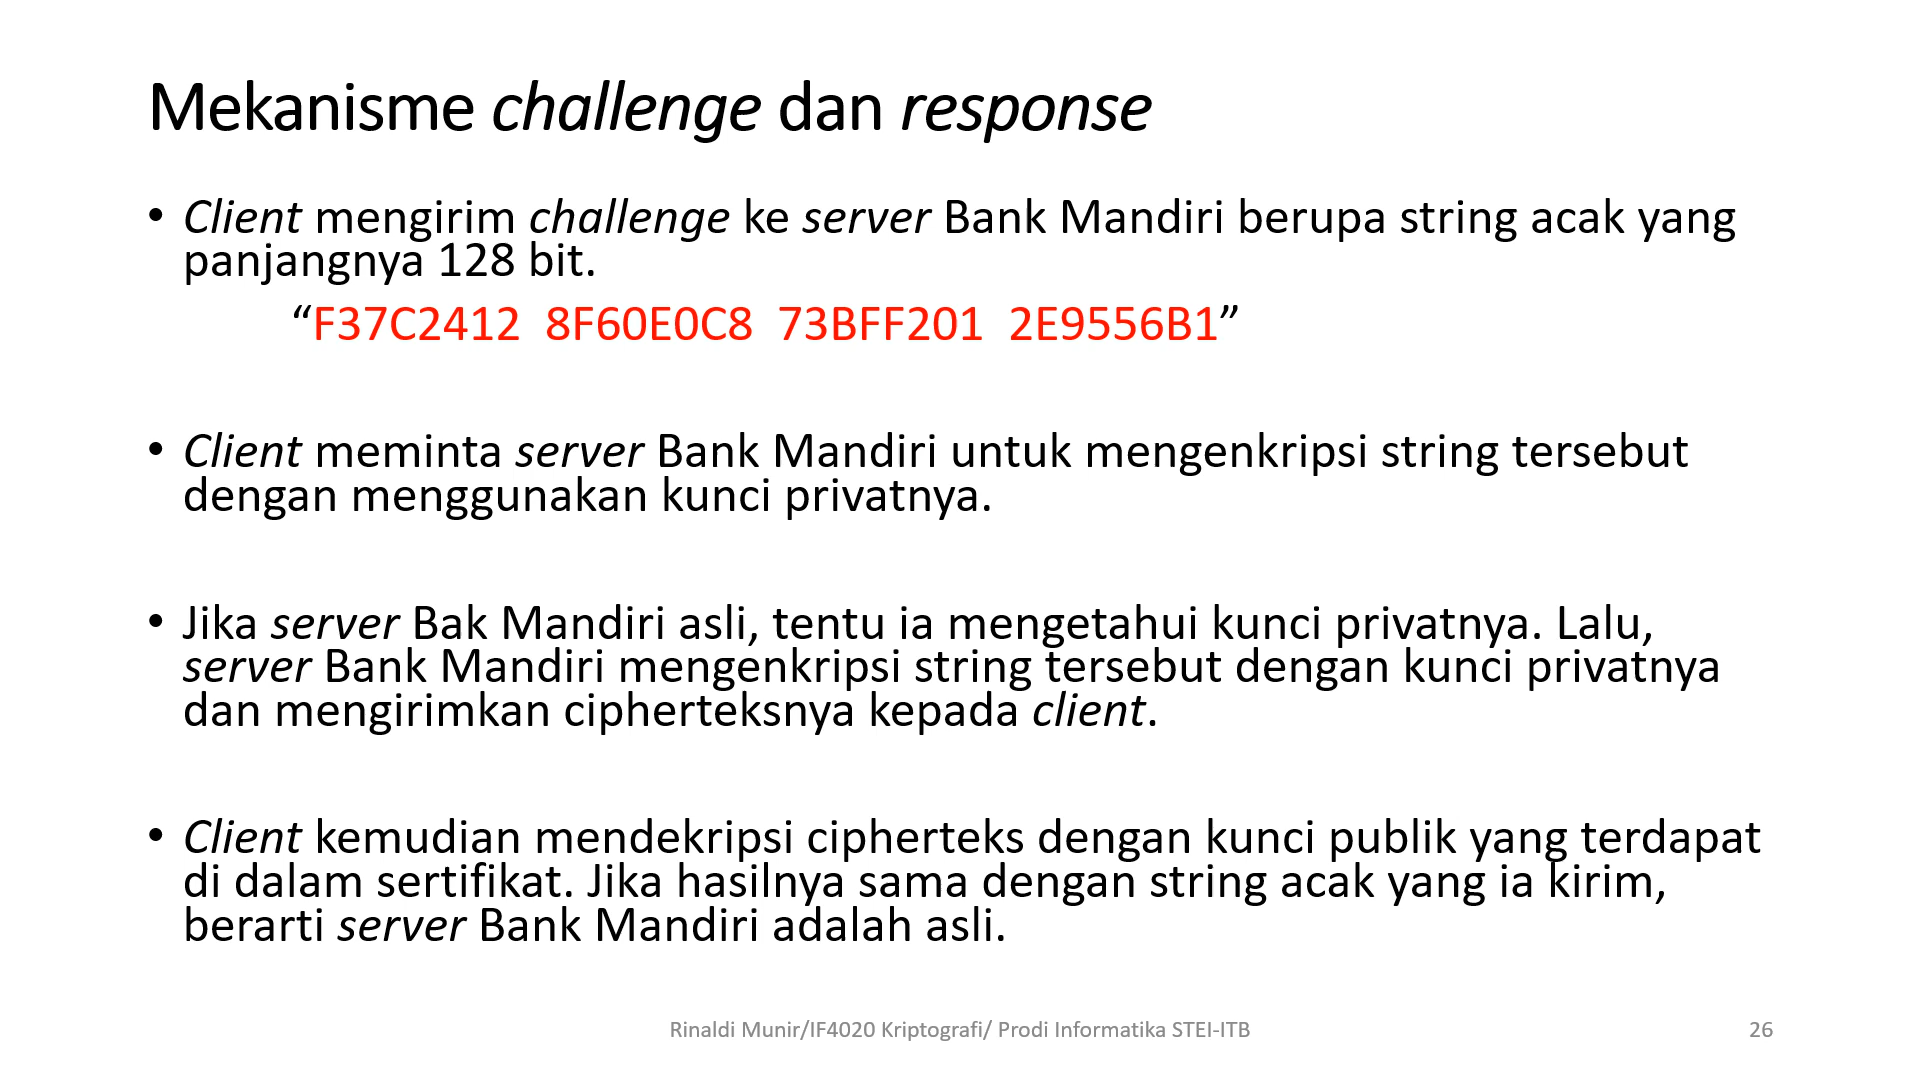 Mekanisme challenge dan response
• Client mengirim challenge ke server Bank Mandiri berupa string acak yang
panjangnya 128 bit.
“F37C2412 8F60E0C8 73BFF201 2E9556B1”
• Client meminta server Bank Mandiri untuk mengenkripsi string tersebut
dengan menggunakan kunci privatnya.
• Jika server Bak Mandiri asli, tentu ia mengetahui kunci privatnya. Lalu,
server Bank Mandiri mengenkripsi string tersebut dengan kunci privatnya
dan mengirimkan cipherteksnya kepada client.
• Client kemudian mendekripsi cipherteks dengan kunci publik yang terdapat
di dalam sertifikat. Jika hasilnya sama dengan string acak yang ia kirim,
berarti server Bank Mandiri adalah asli.
Rinaldi Munir/IF4020 Kriptografi/ Prodi Informatika STEI-ITB
26